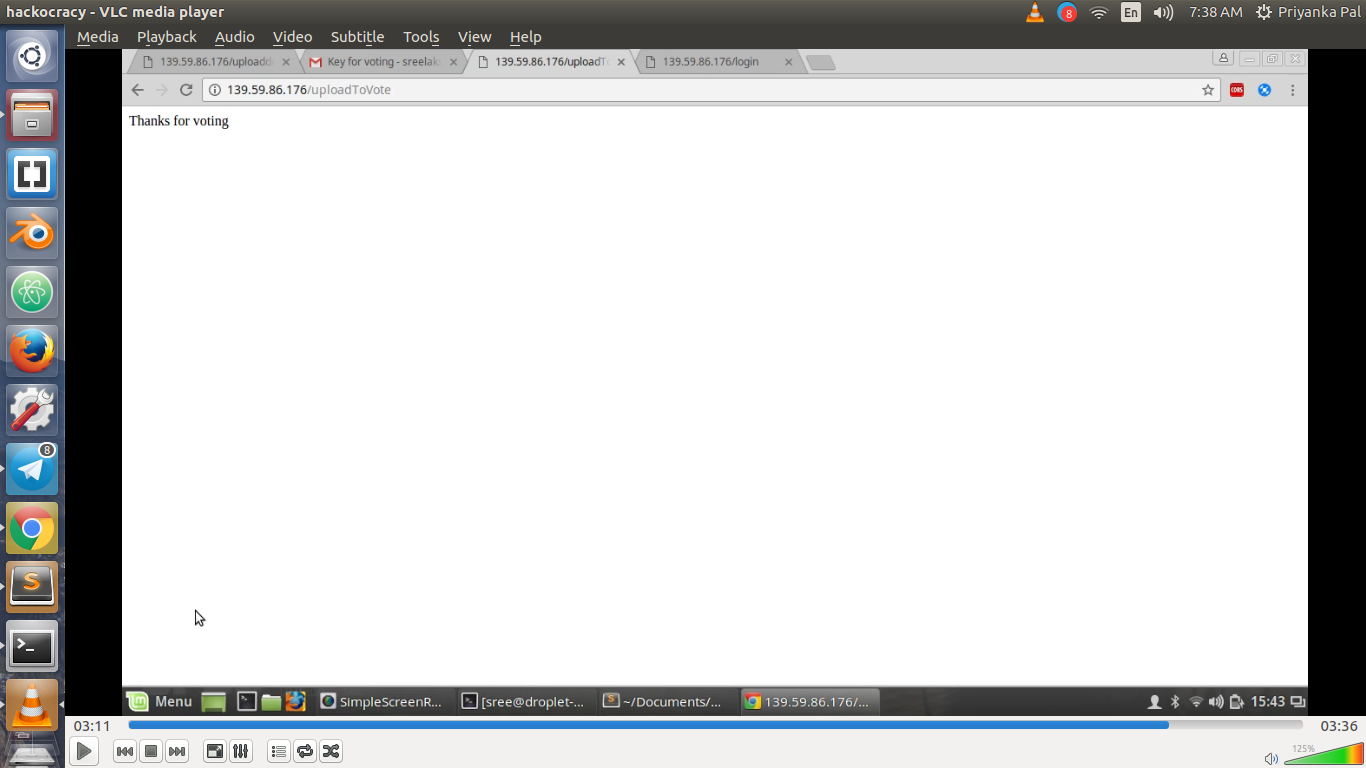 hackocracy - VLC media player
8
En
7:38 AM
Priyanka Pal
Media Playback Audio Video Subtitle Tools View Help
139.59.86.176/uploadd
Key for voting - sreelak
139.59.86.176/uploadT
139.59.86.176/login
139.59.86.176/uploadToVote
CORS
Thanks for voting
8
S
Menu
SimpleScreenR...
[sree@droplet-...
~/Documents/...
139.59.86.176/...
15:43
03:11
03:36
125%